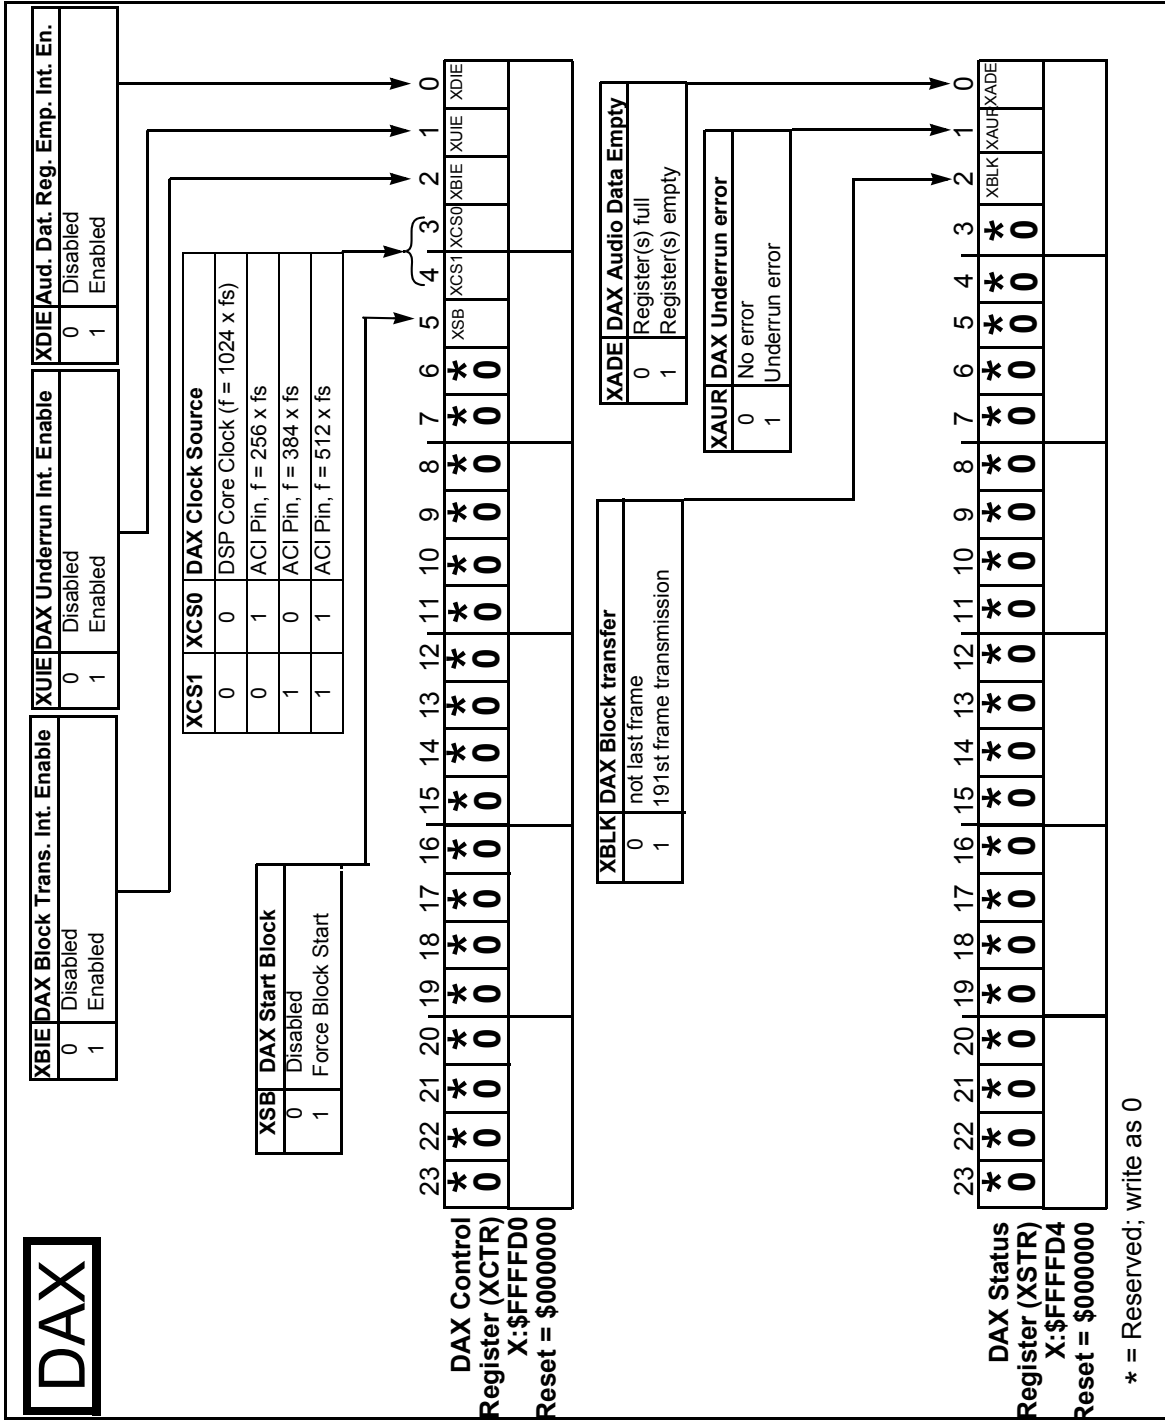 DAX
XBIE DAX Block Trans. Int. Enable
0 Disabled
1 Enabled
XUIE DAX Underrun Int. Enable
0 Disabled
1 Enabled
XDIE Aud. Dat. Reg. Emp. Int. En.
0 Disabled
1 Enabled
XCS1 XCS0 DAX Clock Source
0 0 DSP Core Clock (f = 1024 x fs)
0 1 ACI Pin, f = 256 x fs
1 0 ACI Pin, f = 384 x fs
1 1 ACI Pin, f = 512 x fs
XSB DAX Start Block
0 Disabled
1 Force Block Start
23 22 21 20 19 18 17 16 15 14 13 12 11 10 9 8 7 6 5 4 3 2 1 0
DAX Control
Register (XCTR)
X:$FFFFD0
Reset = $000000
* * * * * * * * * * * * * * * * * * XSB XCS1 XCS0 XBIE XUIE XDIE
0 0 0 0 0 0 0 0 0 0 0 0 0 0 0 0 0 0
XADE DAX Audio Data Empty
0 Register(s) full
1 Register(s) empty
XBLK DAX Block transfer
0 not last frame
1 191st frame transmission
XAUR DAX Underrun error
0 No error
1 Underrun error
23 22 21 20 19 18 17 16 15 14 13 12 11 10 9 8 7 6 5 4 3 2 1 0
DAX Status
Register (XSTR)
X:$FFFFD4
Reset = $000000
* * * * * * * * * * * * * * * * * * * * * XBLK XAUR XADE
0 0 0 0 0 0 0 0 0 0 0 0 0 0 0 0 0 0 0 0 0
* = Reserved; write as 0